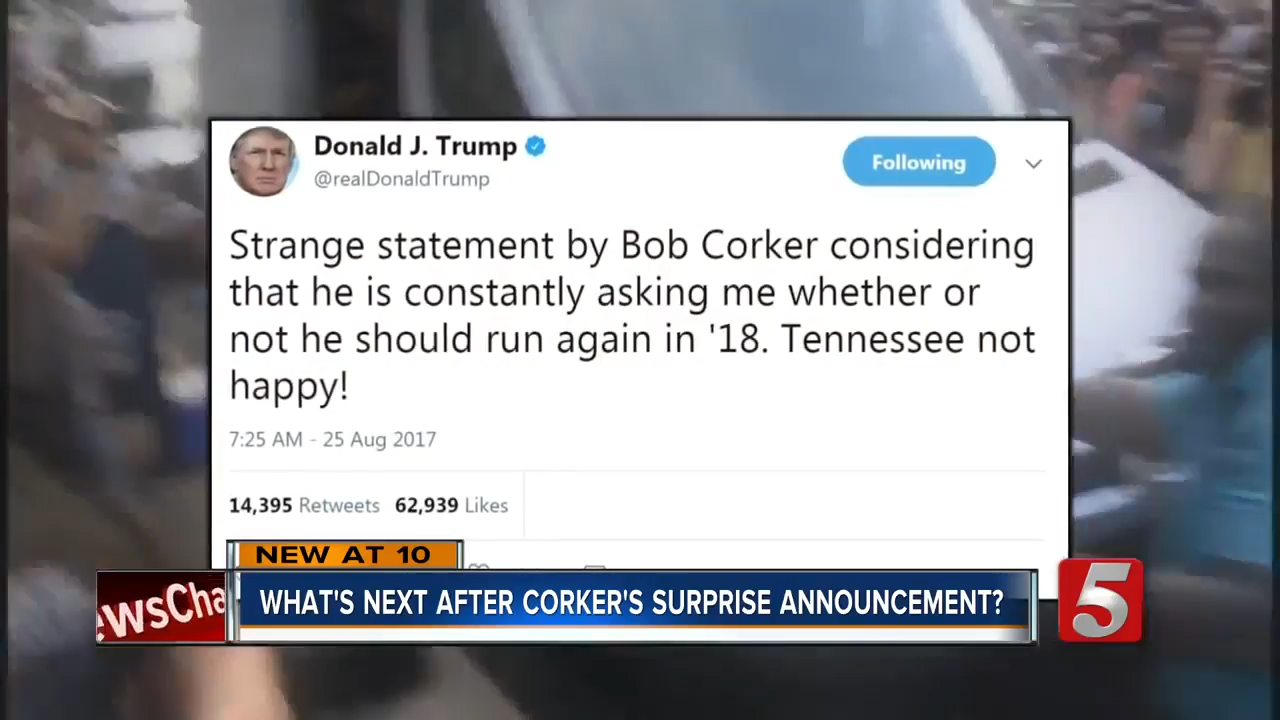 Donald J. Trump
@realDonaldTrump
Following
Strange statement by Bob Corker considering
that he is constantly asking me whether or
not he should run again in '18. Tennessee not
happy!
7:25 AM - 25 Aug 2017
14,395 Retweets 62,939 Likes
NEW AT 10
WHAT'S NEXT AFTER CORKER'S SURPRISE ANNOUNCEMENT?
5